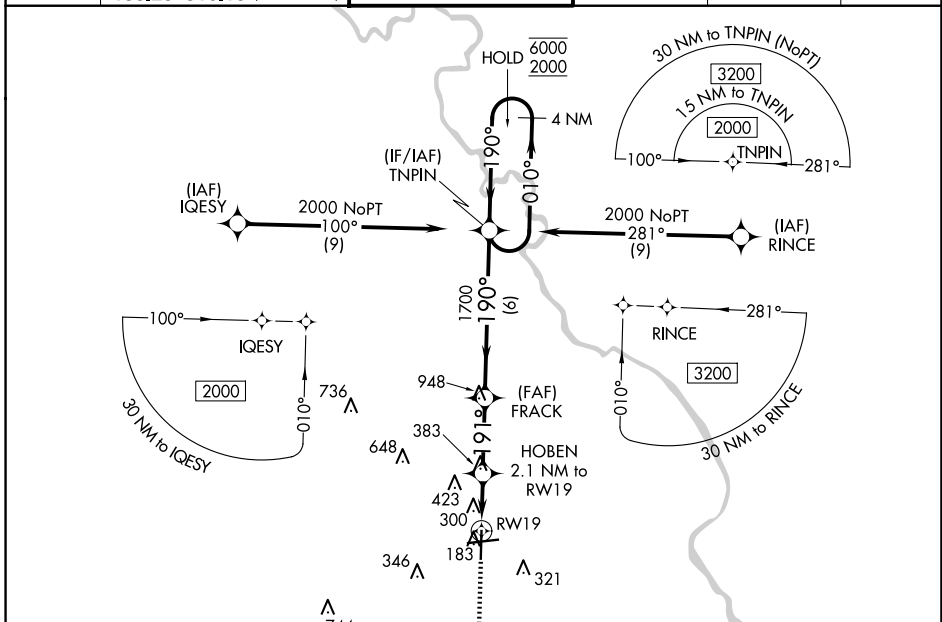 HOLD 6000
2000
4 NM
190°
010°
(IF/IAF)
TNPIN
30 NM to TNPIN (NoPT)
3200
15 NM to TNPIN
2000
TNPIN
100°
281°
(IAF)
IQESY
2000 NoPT
100°
(9)
2000 NoPT
281°
(9)
(IAF)
RINCE
1700
190°
(6)
100°
IQESY
2000
010°
30 NM to IQESY
281°
RINCE
3200
010°
30 NM to RINCE
736
948
(FAF)
FRACK
191°
383
648
HOBEN
2.1 NM to
RW19
423
300
RW19
183
346
321